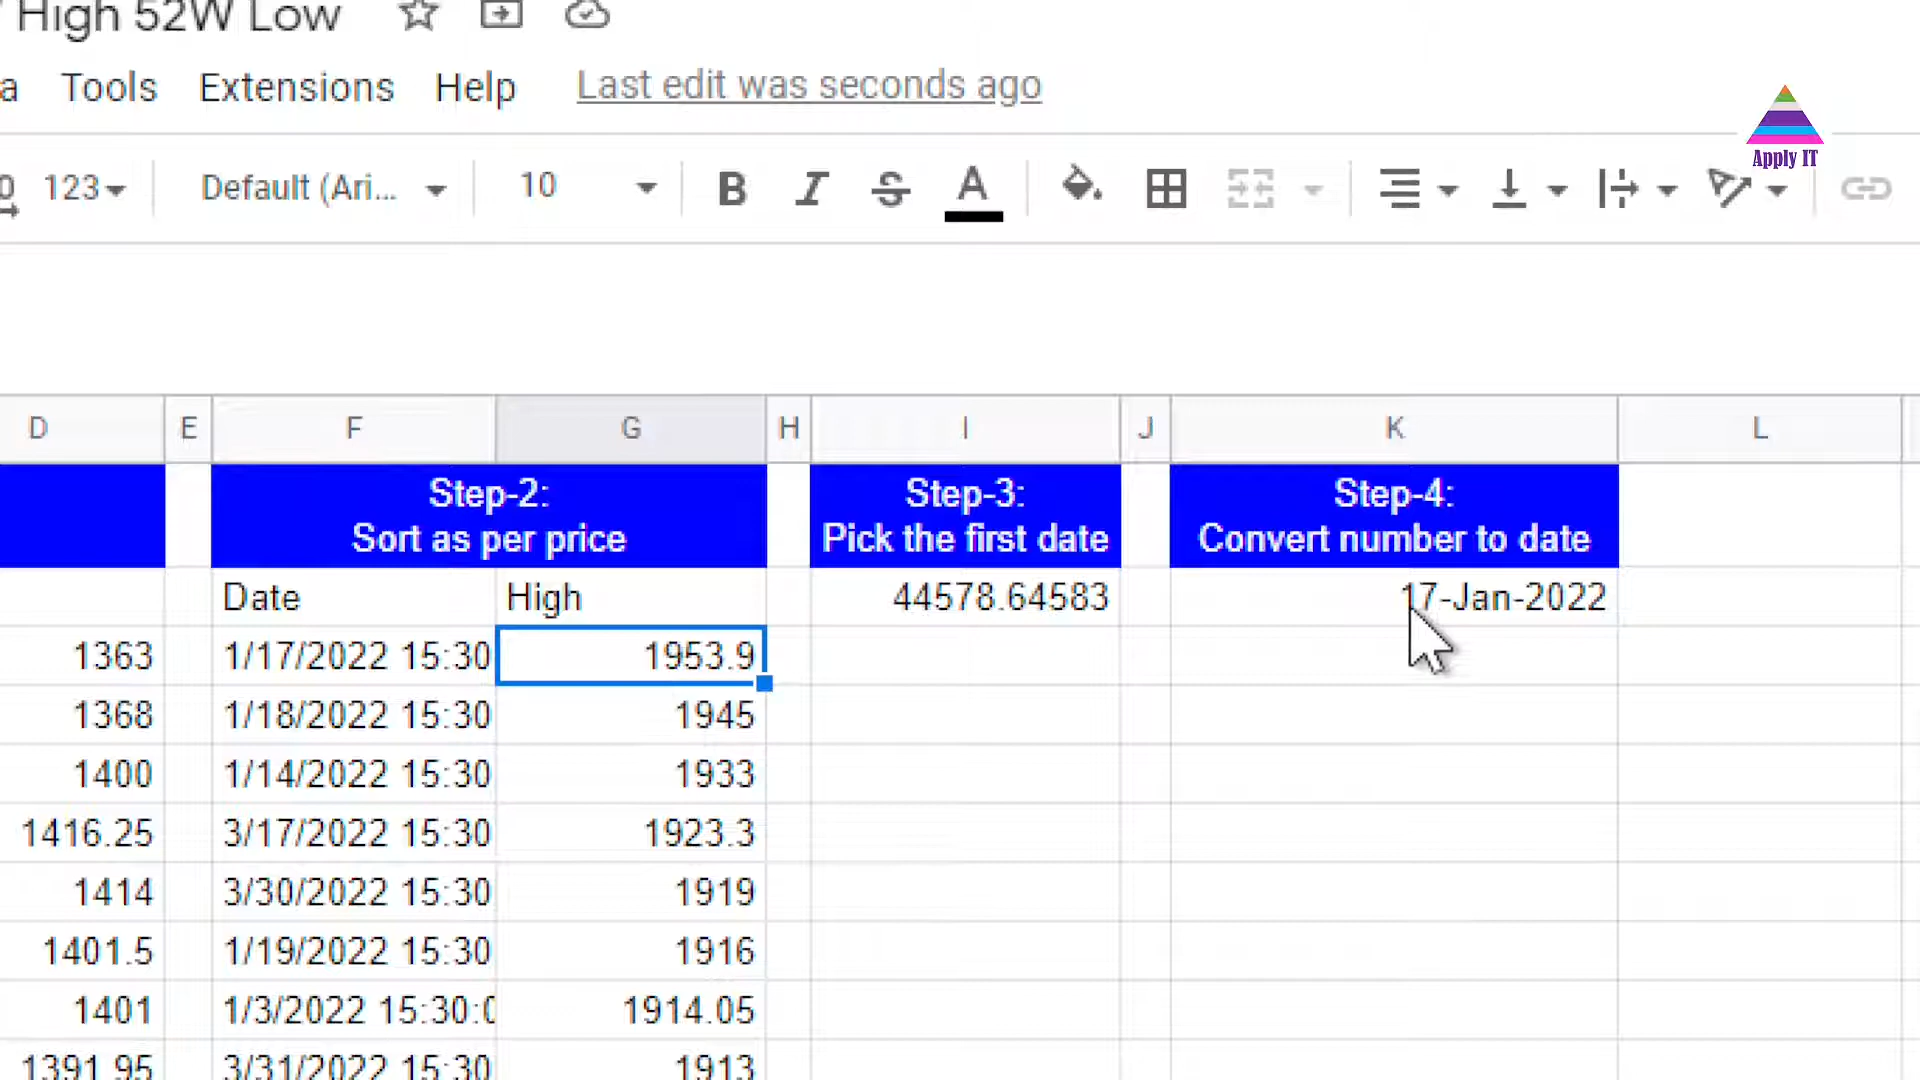 High 52W Low
a Tools Extensions Help Last edit was seconds ago
Apply IT
0 123 Default (Ari... 10 B I S A
D E F G H I J K L
Step-2:
Sort as per price
Step-3:
Pick the first date
Step-4:
Convert number to date
Date High 44578.64583 17-Jan-2022
1363 1/17/2022 15:30 1953.9
1368 1/18/2022 15:30 1945
1400 1/14/2022 15:30 1933
1416.25 3/17/2022 15:30 1923.3
1414 3/30/2022 15:30 1919
1401.5 1/19/2022 15:30 1916
1401 1/3/2022 15:30:0 1914.05
1391.95 3/31/2022 15:30 1913